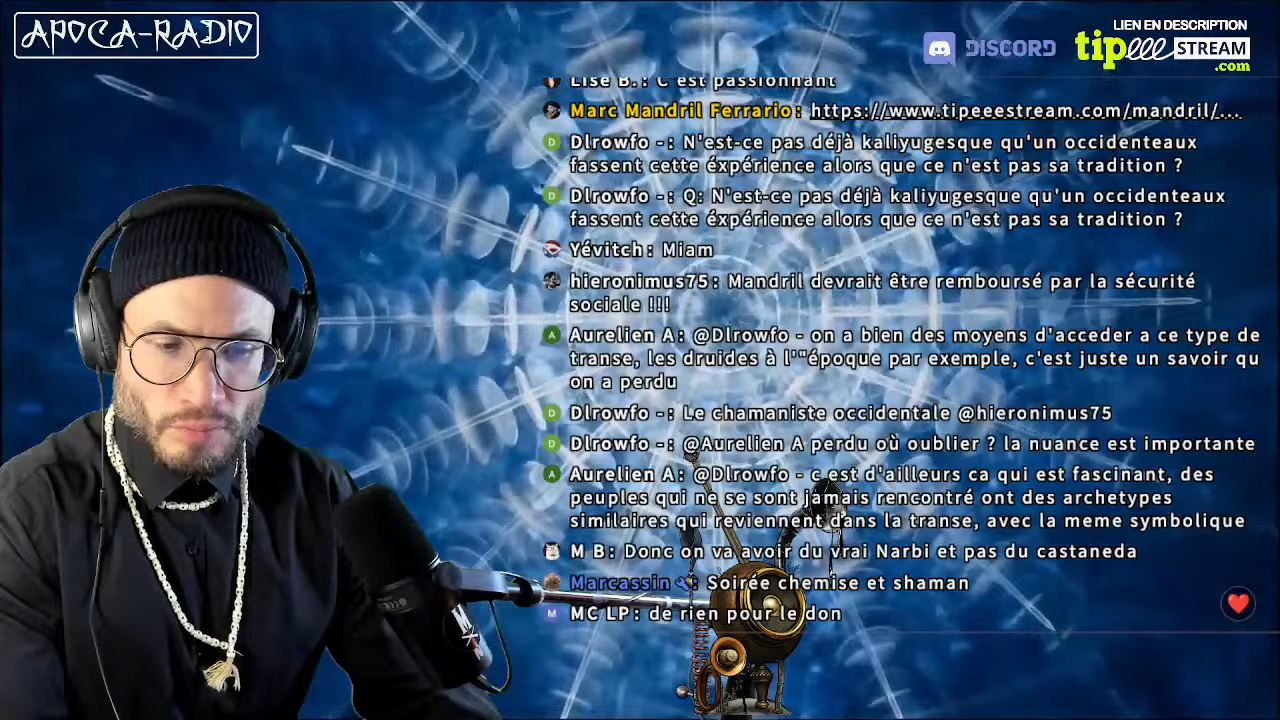 APOCA-RADIO
LIEN EN DESCRIPTION
DISCORD
tipeee STREAM
.com
Lise B.: C'est passionnant
Marc Mandril Ferrario: https://www.tipeeestream.com/mandril/...
Dlrowfo -: N'est-ce pas déjà kaliyugesque qu'un occidenteaux
fassent cette éxpérience alors que ce n'est pas sa tradition ?
Dlrowfo -: Q: N'est-ce pas déjà kaliyugesque qu'un occidenteaux
fassent cette éxpérience alors que ce n'est pas sa tradition ?
Yévitch: Miam
hieronimus75: Mandril devrait être remboursé par la sécurité
sociale !!!
Aurelien A: @Dlrowfo - on a bien des moyens d'acceder a ce type de
transe, les druides à l'"époque par exemple, c'est juste un savoir qu
on a perdu
Dlrowfo -: Le chamaniste occidentale @hieronimus75
Dlrowfo -: @Aurelien A perdu où oublier ? la nuance est importante
Aurelien A: @Dlrowfo - c est d'ailleurs ca qui est fascinant, des
peuples qui ne se sont jamais rencontré ont des archetypes
similaires qui reviennent dans la transe, avec la meme symbolique
M B: Donc on va avoir du vrai Narbi et pas du castaneda
Marcassin: Soirée chemise et shaman
MC LP: de rien pour le don